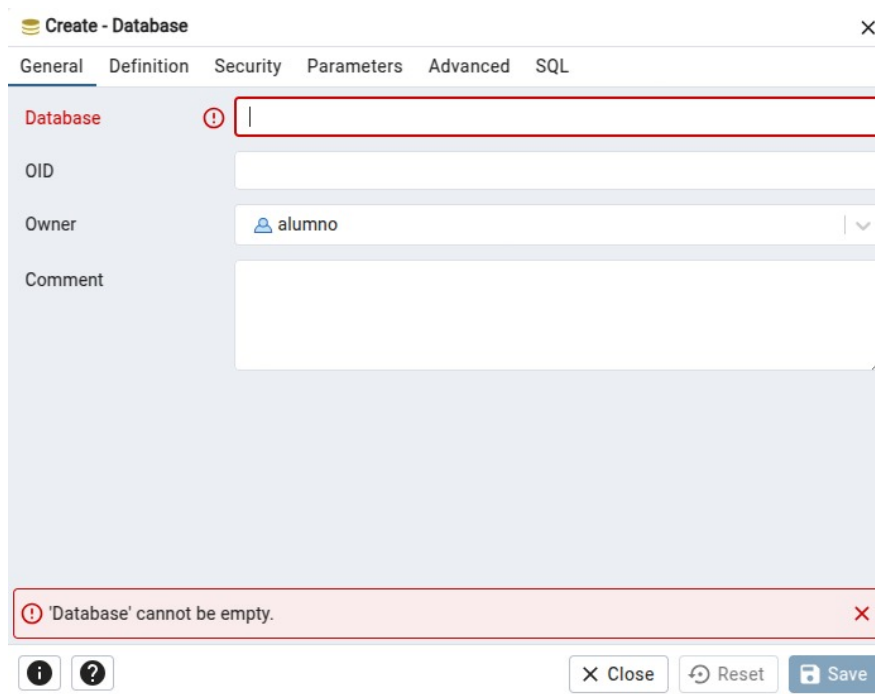 Create - Database
General Definition Security Parameters Advanced SQL
Database
OID
Owner alumno
Comment
'Database' cannot be empty.
Close Reset Save